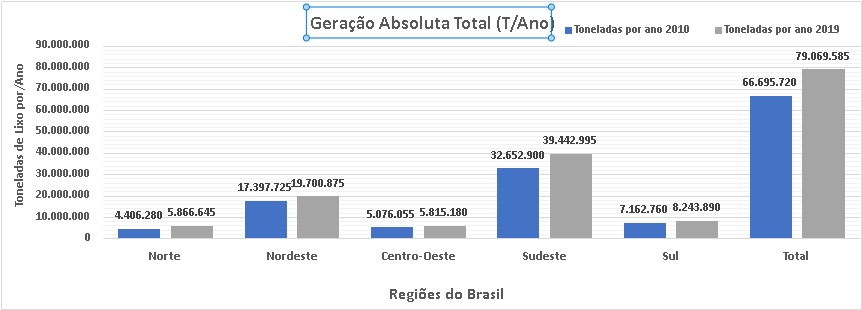 Geração Absoluta Total (T/Ano)
Toneladas por ano 2010
Toneladas por ano 2019
Toneladas de Lixo por/Ano
90.000.000
80.000.000
70.000.000
60.000.000
50.000.000
40.000.000
30.000.000
20.000.000
10.000.000
0
4.406.280
5.866.645
17.397.725
19.700.875
5.076.055
5.815.180
32.652.900
39.442.995
7.162.760
8.243.890
66.695.720
79.069.585
Norte
Nordeste
Centro-Oeste
Sudeste
Sul
Total
Regiões do Brasil